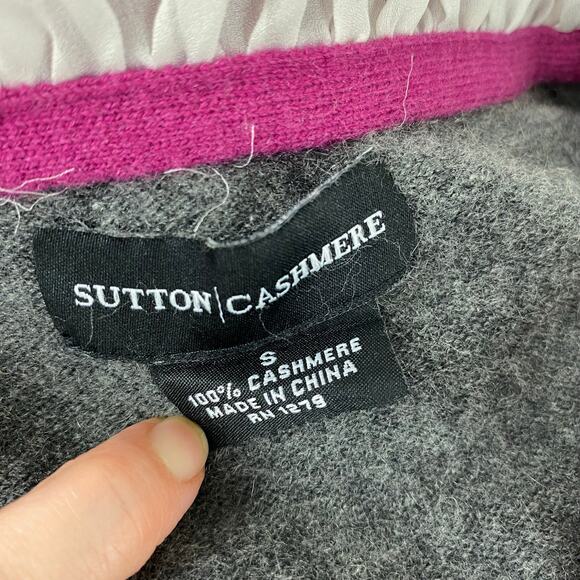 SUTTON|CASHMERE
S
100% CASHMERE
MADE IN CHINA
RN 1279